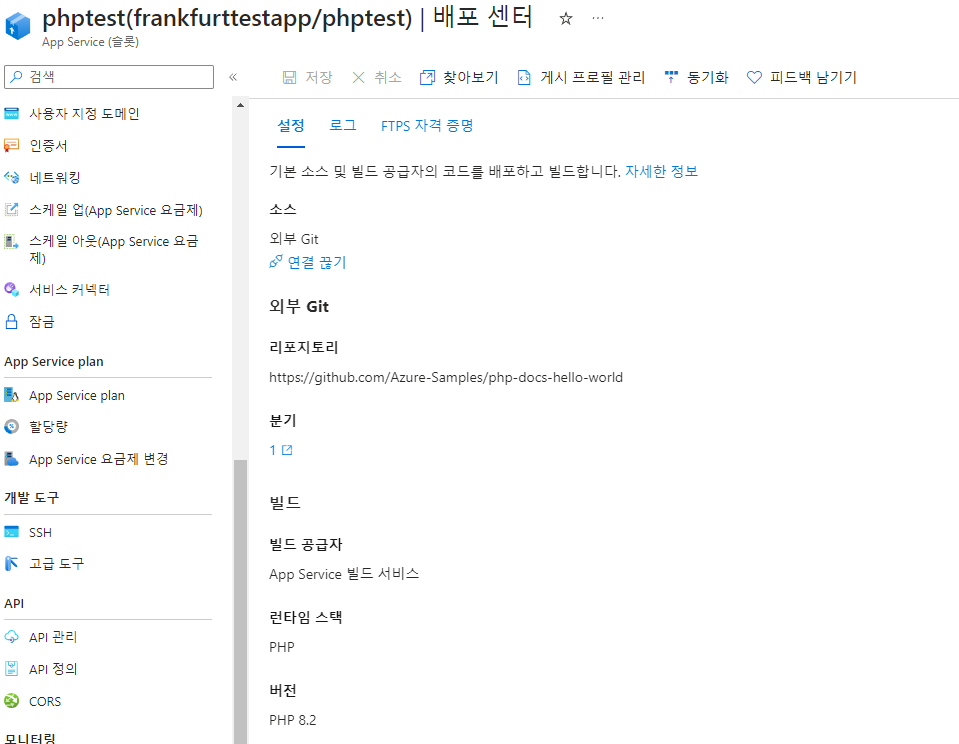 phptest(frankfurttestapp/phptest) | 배포 센터
App Service (슬롯)
검색
저장
취소
찾아보기
게시 프로필 관리
동기화
피드백 남기기
사용자 지정 도메인
인증서
네트워킹
스케일 업(App Service 요금제)
스케일 아웃(App Service 요금
제)
서비스 커넥터
잠금
App Service plan
App Service plan
할당량
App Service 요금제 변경
개발 도구
SSH
고급 도구
API
API 관리
API 정의
CORS
모니터링
설정
로그
FTPS 자격 증명
기본 소스 및 빌드 공급자의 코드를 배포하고 빌드합니다. 자세한 정보
소스
외부 Git
연결 끊기
외부 Git
리포지토리
https://github.com/Azure-Samples/php-docs-hello-world
분기
1
빌드
빌드 공급자
App Service 빌드 서비스
런타임 스택
PHP
버전
PHP 8.2